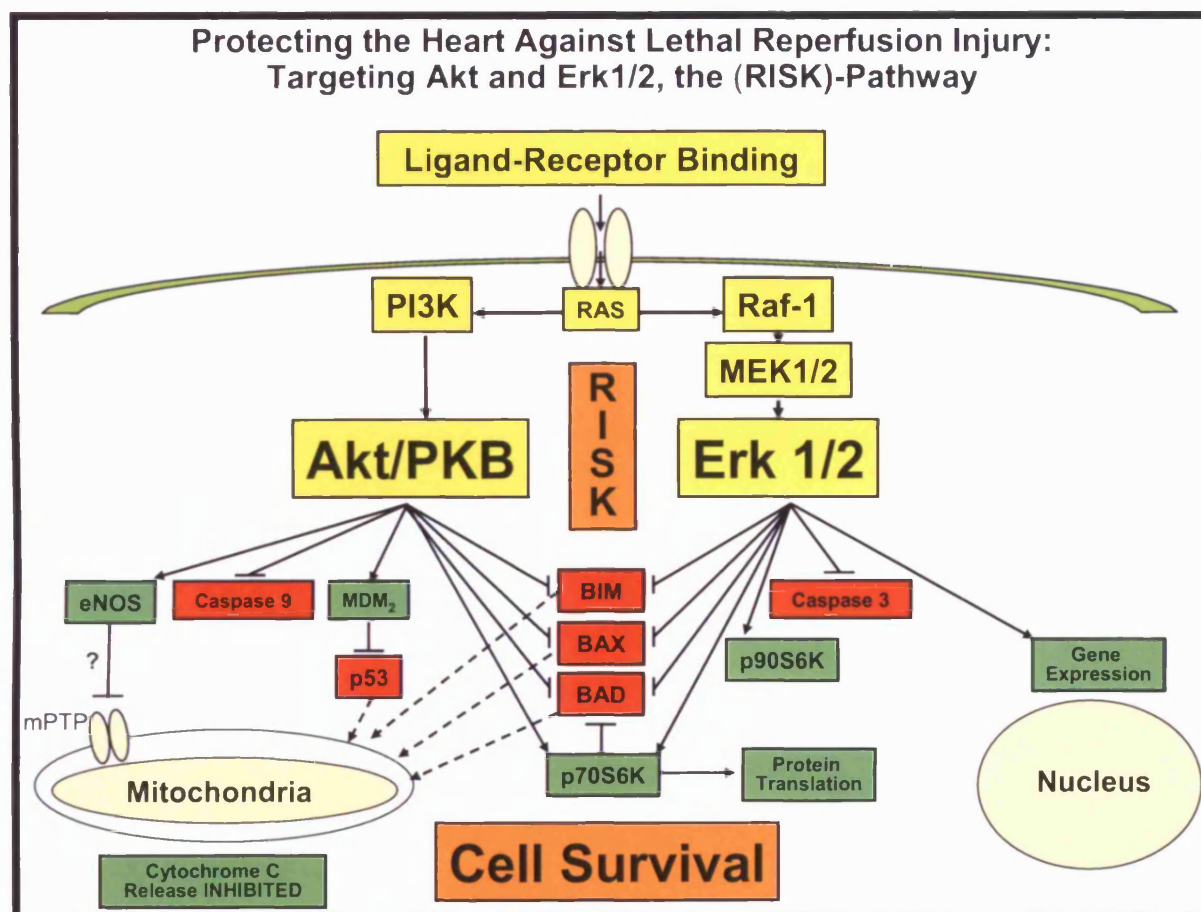 Protecting the Heart Against Lethal Reperfusion Injury:
Targeting Akt and Erk1/2, the (RISK)-Pathway
Ligand-Receptor Binding
PI3K
RAS
Raf-1
MEK1/2
R
I
S
K
Akt/PKB
Erk 1/2
eNOS
Caspase 9
MDM₂
BIM
Caspase 3
BAX
p90S6K
Gene
Expression
?
p53
BAD
mPTP
p70S6K
Protein
Translation
Mitochondria
Nucleus
Cell Survival
Cytochrome C
Release INHIBITED